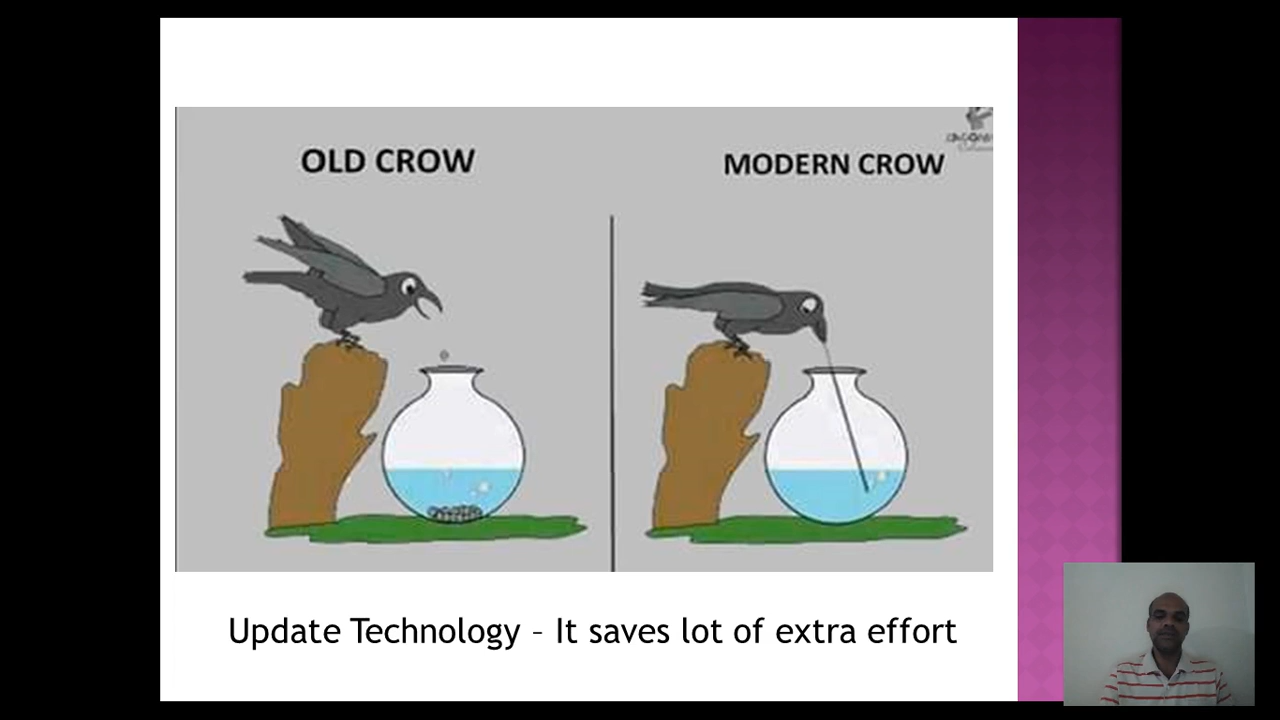 OLD CROW
MODERN CROW
Update Technology – It saves lot of extra effort